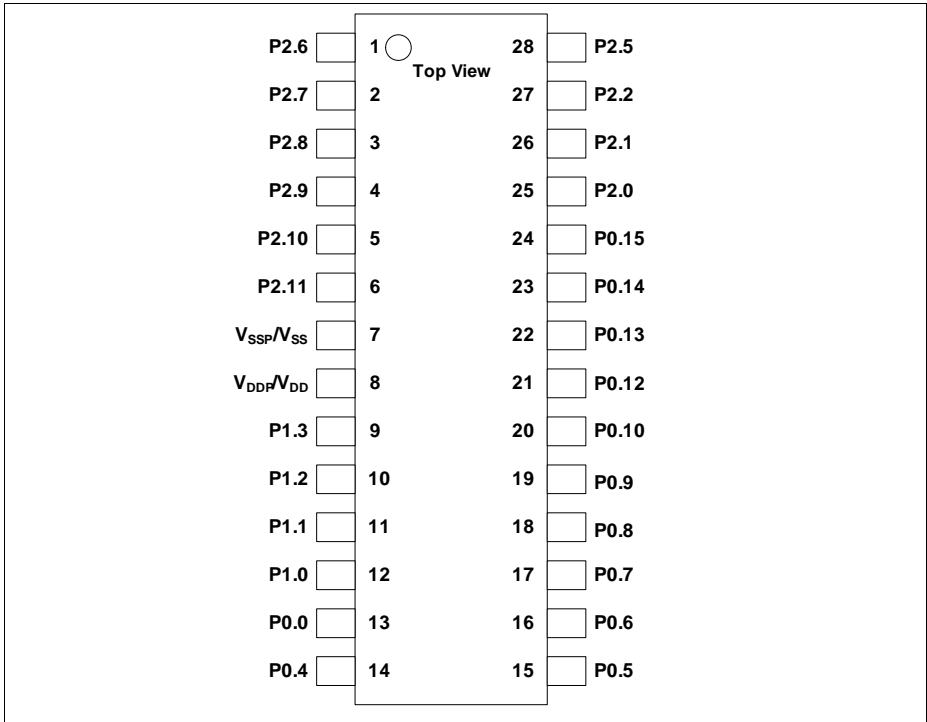 P2.6 1 28 P2.5
Top View
P2.7 2 27 P2.2
P2.8 3 26 P2.1
P2.9 4 25 P2.0
P2.10 5 24 P0.15
P2.11 6 23 P0.14
VSSP/VSS 7 22 P0.13
VDDP/VDD 8 21 P0.12
P1.3 9 20 P0.10
P1.2 10 19 P0.9
P1.1 11 18 P0.8
P1.0 12 17 P0.7
P0.0 13 16 P0.6
P0.4 14 15 P0.5